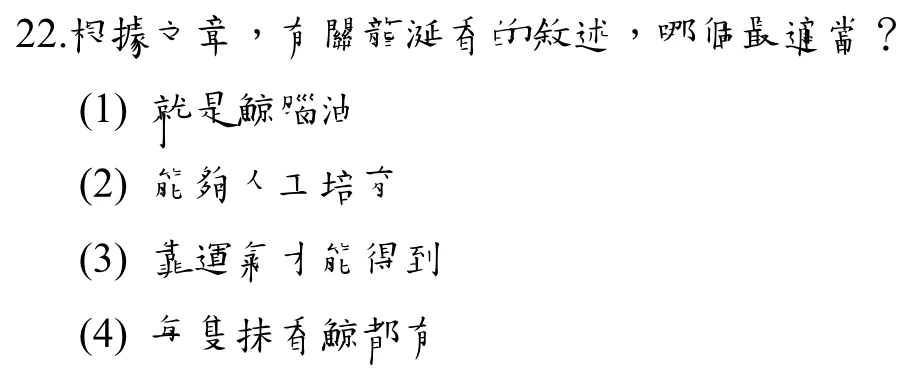 22.根據文章，有關龍涎香的敘述，哪個最適當？
(1) 就是鯨腦油
(2) 能夠人工培育
(3) 靠運氣才能得到
(4) 每隻抹香鯨都有